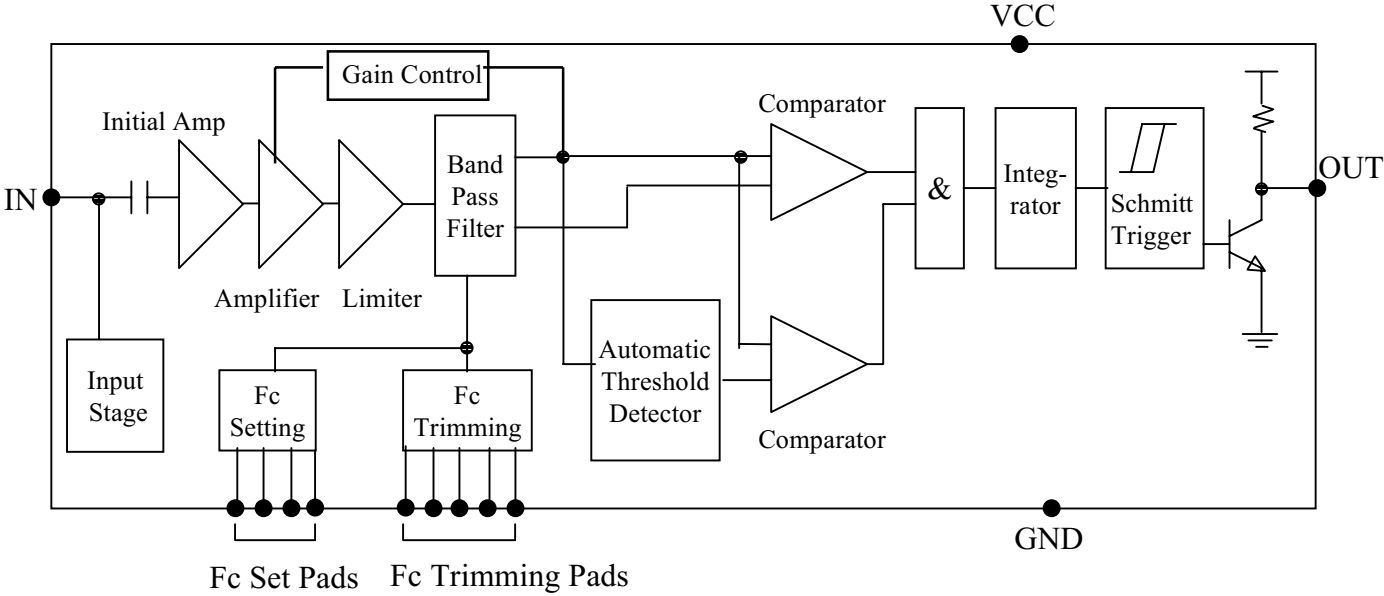 VCC
Gain Control
Comparator
Initial Amp
Band
Pass
Filter
IN
&
Integ-
rator
Schmitt
Trigger
OUT
Amplifier
Limiter
Input
Stage
Fc
Setting
Fc
Trimming
Automatic
Threshold
Detector
Comparator
GND
Fc Set Pads
Fc Trimming Pads